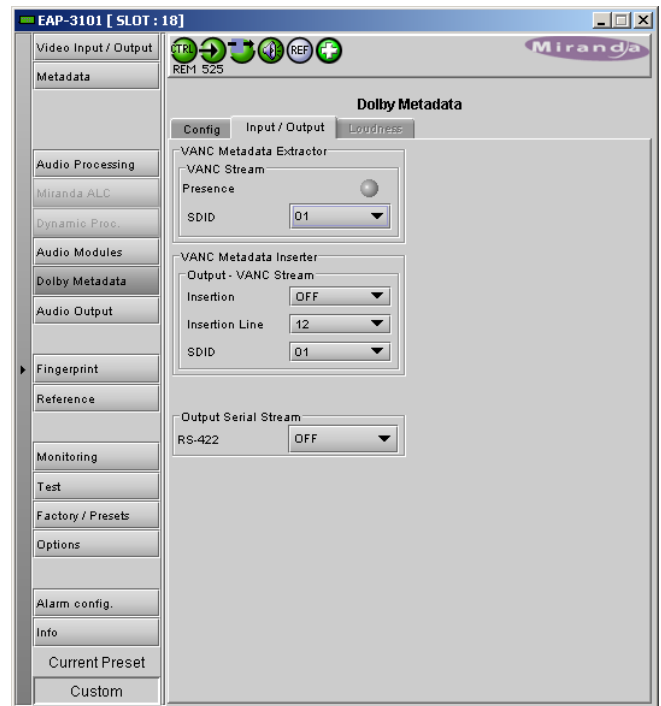 EAP-3101 [ SLOT : 18]
Video Input / Output
Metadata
Audio Processing
Miranda ALC
Dynamic Proc.
Audio Modules
Dolby Metadata
Audio Output
Fingerprint
Reference
Monitoring
Test
Factory / Presets
Options
Alarm config.
Info
Current Preset
Custom
CTRL
REF
REM 525
Miranda
Dolby Metadata
Config
Input / Output
Loudness
VANC Metadata Extractor
VANC Stream
Presence
SDID 01
VANC Metadata Inserter
Output - VANC Stream
Insertion OFF
Insertion Line 12
SDID 01
Output Serial Stream
RS-422 OFF